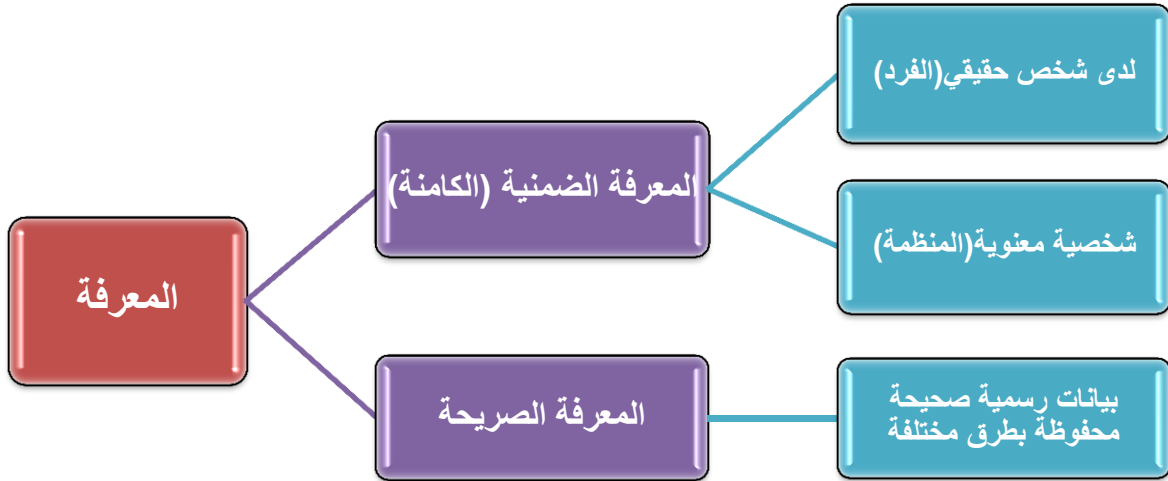 المعرفة
المعرفة الضمنية (الكامنة)
لدى شخص حقيقي(الفرد)
شخصية معنوية(المنظمة)
المعرفة الصريحة
بيانات رسمية صحيحة
محفوظة بطرق مختلفة